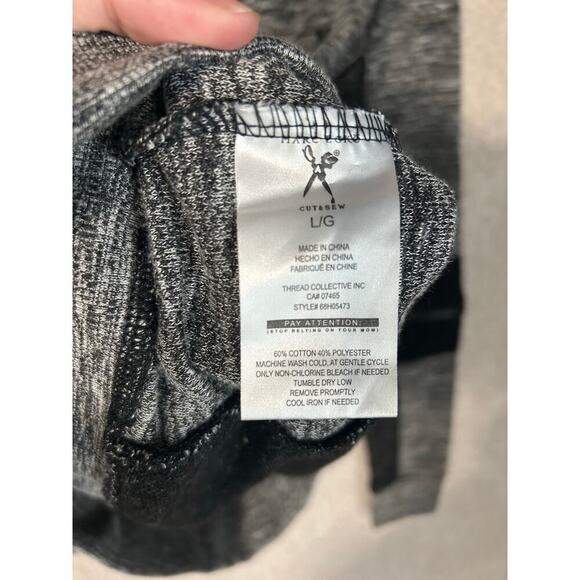 CUT&SEW
L/G
MADE IN CHINA
HECHO EN CHINA
FABRIQUÉ EN CHINE
THREAD COLLECTIVE INC
CA# 07465
STYLE# 68H05473
PAY ATTENTION:
(STOP RELYING ON YOUR MOM)
60% COTTON 40% POLYESTER
MACHINE WASH COLD, AT GENTLE CYCLE
ONLY NON-CHLORINE BLEACH IF NEEDED
TUMBLE DRY LOW
REMOVE PROMPTLY
COOL IRON IF NEEDED